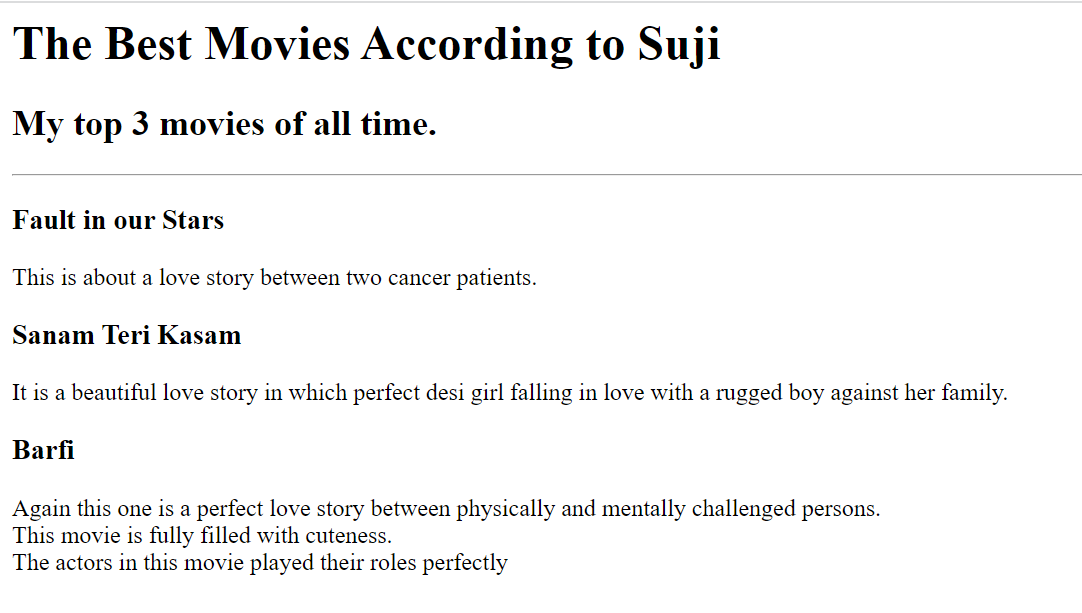 The Best Movies According to Suji
My top 3 movies of all time.
Fault in our Stars
This is about a love story between two cancer patients.
Sanam Teri Kasam
It is a beautiful love story in which perfect desi girl falling in love with a rugged boy against her family.
Barfi
Again this one is a perfect love story between physically and mentally challenged persons.
This movie is fully filled with cuteness.
The actors in this movie played their roles perfectly